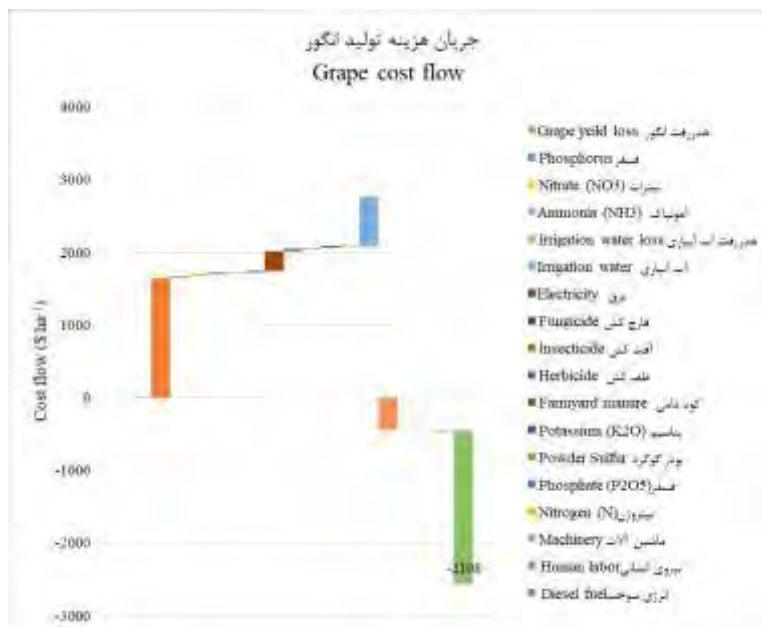 جریان هزینه تولید انگور
Grape cost flow
Cost flow ($ ha⁻¹)
4000
3000
2000
1000
0
-1000
-2000
-3000
Grape yeild loss هدررفت انگور
Phosphorus فسفر
Nitrate (NO3) نیترات
Ammonia (NH3) آمونیاک
Irrigation water loss هدررفت آب آبیاری
Irrigation water آب آبیاری
Electricity برق
Fungicide قارچ کش
Insecticide آفت کش
Herbicide علف کش
Farmyard manure کود دامی
Potassium (K2O) پتاسیم
Powder Sulfur پودر گوگرد
Phosphate (P2O5) فسفر
Nitrogen (N) نیتروژن
Machinery ماشین آلات
Human labor نیروی انسانی
Diesel fuel انرژی سوخت